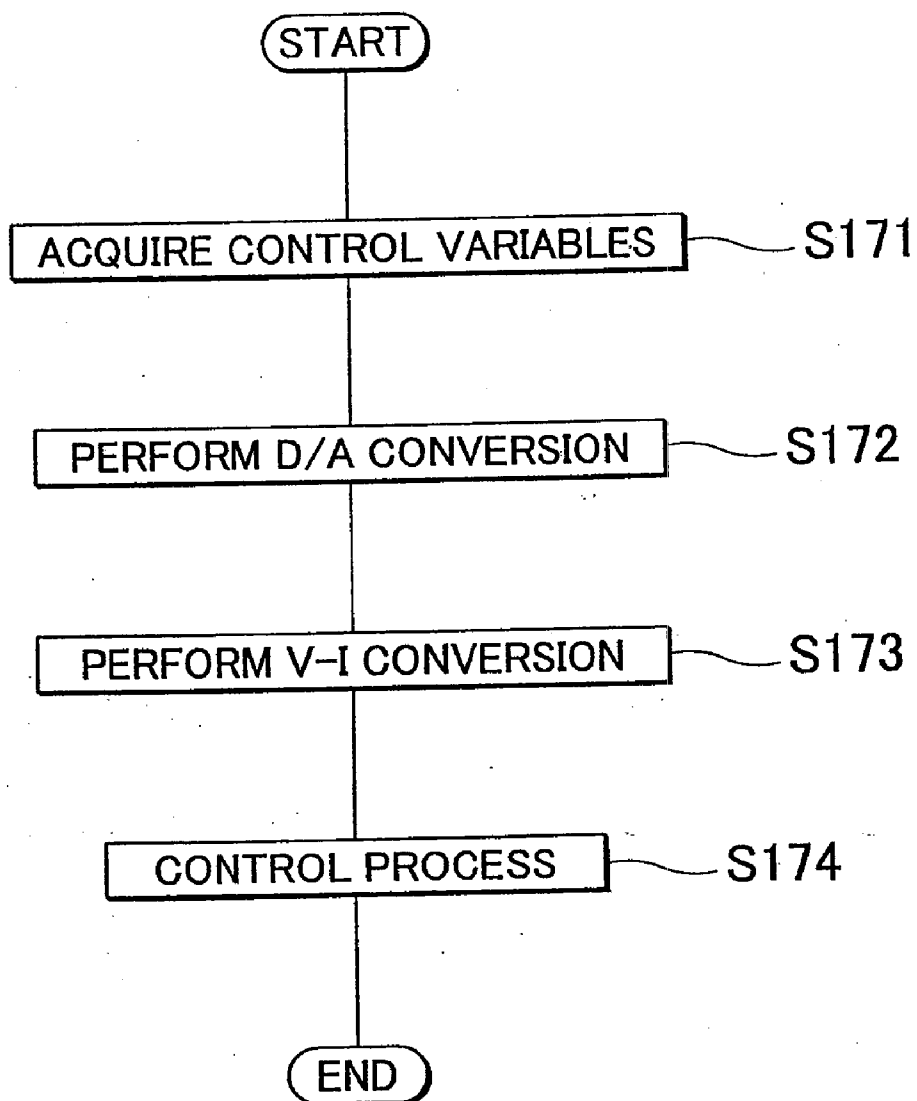 START
ACQUIRE CONTROL VARIABLES
S171
PERFORM D/A CONVERSION
S172
PERFORM V-I CONVERSION
S173
CONTROL PROCESS
S174
END